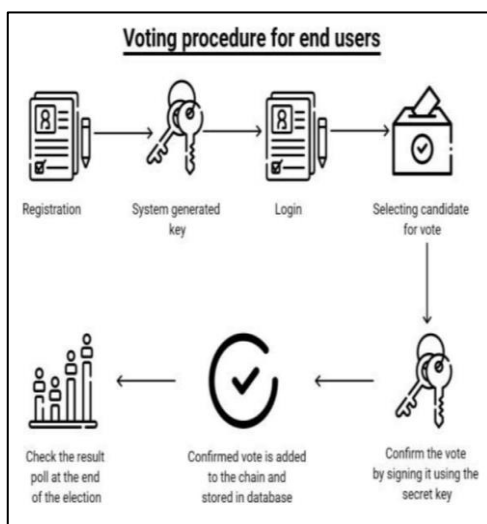 Voting procedure for end users
Registration
System generated
key
Login
Selecting candidate
for vote
Confirm the vote
by signing it using the
secret key
Confirmed vote is added
to the chain and
stored in database
Check the result
poll at the end
of the election